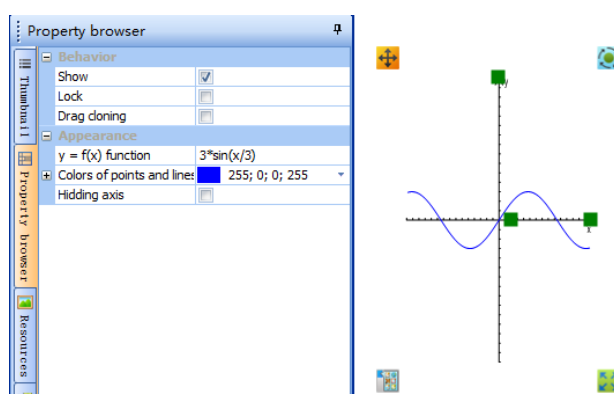 Property browser
Thumbnail
Property browser
Resources
Behavior
Show
Lock
Drag cloning
Appearance
y = f(x) function 3*sin(x/3)
Colors of points and lines 255; 0; 0; 255
Hidding axis
y
x